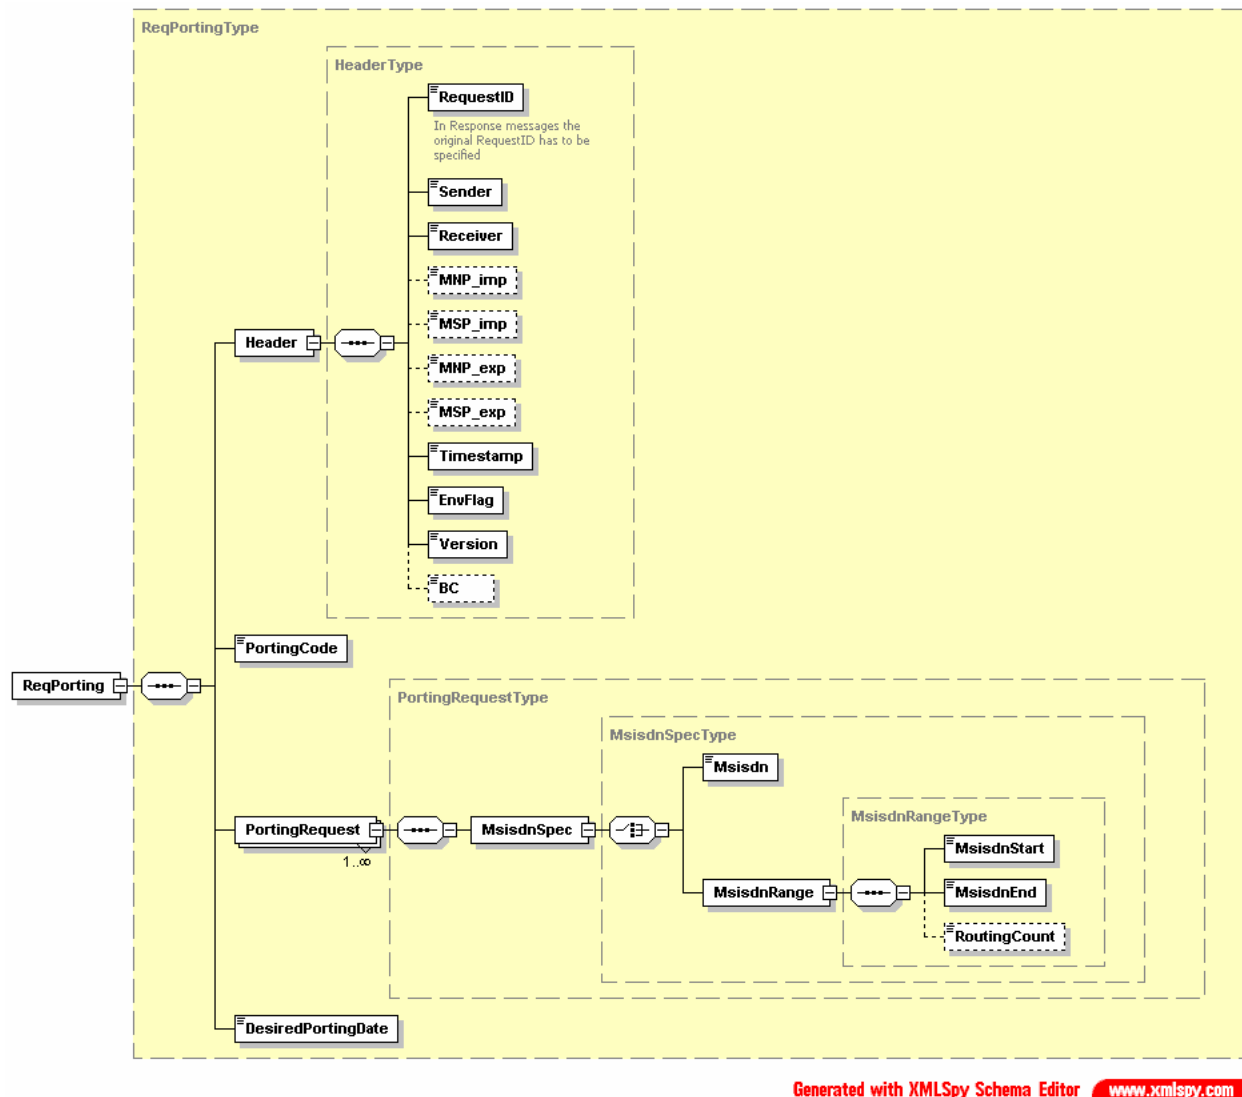 ReqPortingType
HeaderType
RequestID
In Response messages the
original RequestID has to be
specified
Sender
Receiver
MNP_imp
MSP_imp
Header
MNP_exp
MSP_exp
Timestamp
EnvFlag
Version
BC
PortingCode
ReqPorting
PortingRequestType
MsisdnSpecType
Msisdn
MsisdnRangeType
PortingRequest
1..∞
MsisdnSpec
MsisdnStart
MsisdnRange
MsisdnEnd
RoutingCount
DesiredPortingDate
Generated with XMLSpy Schema Editor www.xmlspy.com